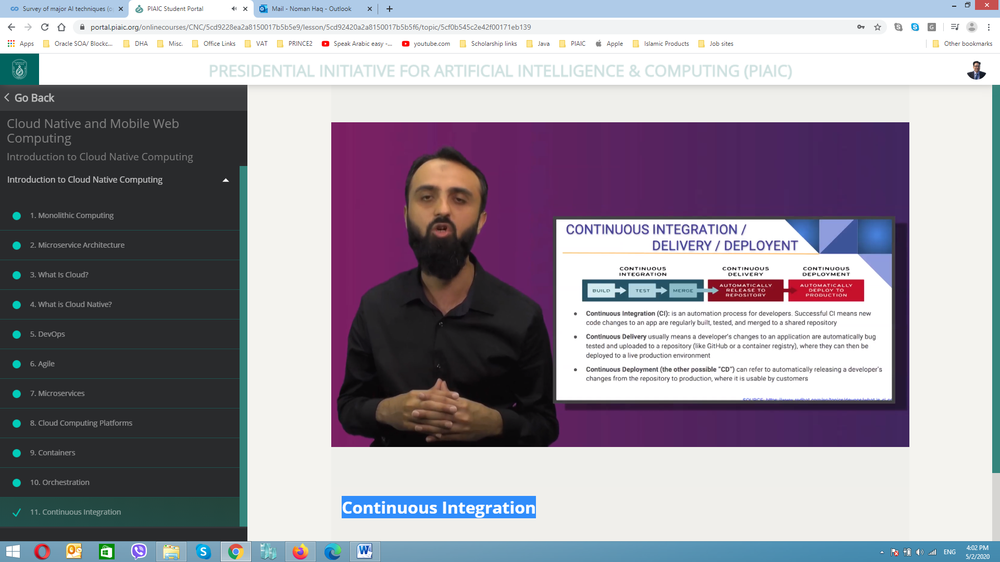 Survey of major AI techniques (o
PIAIC Student Portal
Mail - Noman Haq - Outlook
portal.piaic.org/onlinecourses/CNC/5cd9228ea2a8150017b5b5e9/lesson/5cd92420a2a8150017b5b5f6/topic/5cf0b545c2e42f00171eb139
Apps
Oracle SOA/ Blockc...
DHA
Misc.
Office Links
VAT
PRINCE2
Speak Arabic easy -...
youtube.com
Scholarship links
Java
PIAIC
Apple
Islamic Products
Job sites
Other bookmarks
PRESIDENTIAL INITIATIVE FOR ARTIFICIAL INTELLIGENCE & COMPUTING (PIAIC)
Go Back
Cloud Native and Mobile Web
Computing
Introduction to Cloud Native Computing
Introduction to Cloud Native Computing
1. Monolithic Computing
2. Microservice Architecture
3. What Is Cloud?
4. What is Cloud Native?
5. DevOps
6. Agile
7. Microservices
8. Cloud Computing Platforms
9. Containers
10. Orchestration
11. Continuous Integration
CONTINUOUS INTEGRATION /
DELIVERY / DEPLOYENT
CONTINUOUS
INTEGRATION
CONTINUOUS
DELIVERY
CONTINUOUS
DEPLOYMENT
BUILD
TEST
MERGE
AUTOMATICALLY
RELEASE TO
REPOSITORY
AUTOMATICALLY
DEPLOY TO
PRODUCTION
• Continuous Integration (CI): is an automation process for developers. Successful CI means new
code changes to an app are regularly built, tested, and merged to a shared repository
• Continuous Delivery usually means a developer's changes to an application are automatically bug
tested and uploaded to a repository (like GitHub or a container registry), where they can then be
deployed to a live production environment
• Continuous Deployment (the other possible “CD”) can refer to automatically releasing a developer's
changes from the repository to production, where it is usable by customers
SOURCE: https://www.redhat.com/en/topics/devops/what-is-ci-c
Continuous Integration
ENG
4:02 PM
5/2/2020